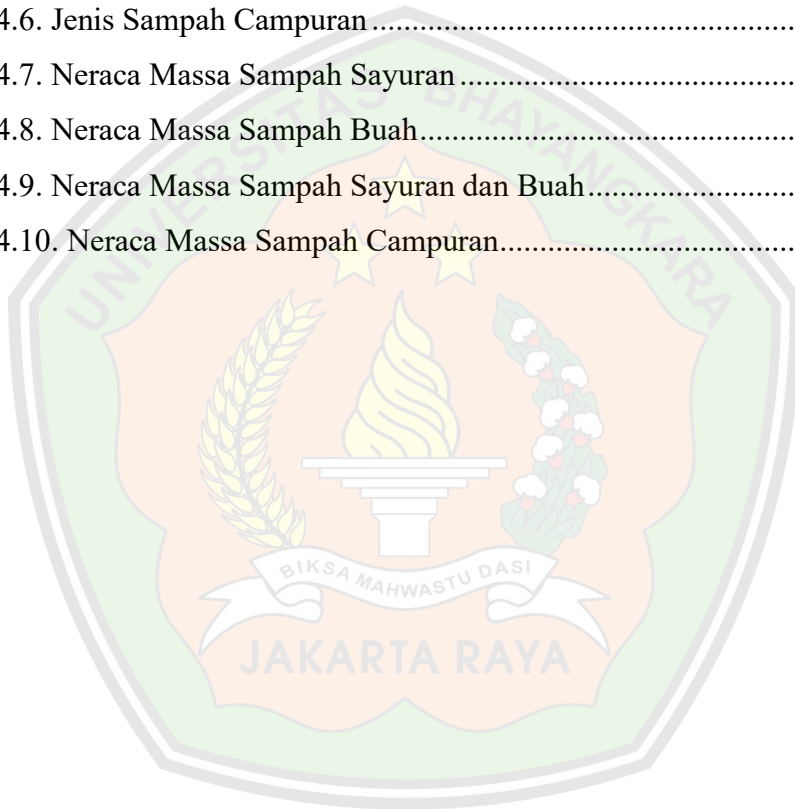 4.6. Jenis Sampah Campuran.....................................................
4.7. Neraca Massa Sampah Sayuran..........................................
4.8. Neraca Massa Sampah Buah...............................................
4.9. Neraca Massa Sampah Sayuran dan Buah..........................
4.10. Neraca Massa Sampah Campuran.....................................
UNIVERSITAS BHAYANGKARA
BIKSA MAHWASTU DASI
JAKARTA RAYA